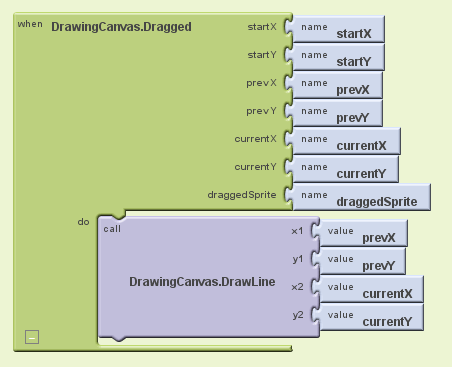 when DrawingCanvas.Dragged startX name startX
startY name startY
prevX name prevX
prevY name prevY
currentX name currentX
currentY name currentY
draggedSprite name draggedSprite
do call x1 value prevX
y1 value prevY
DrawingCanvas.DrawLine x2 value currentX
y2 value currentY